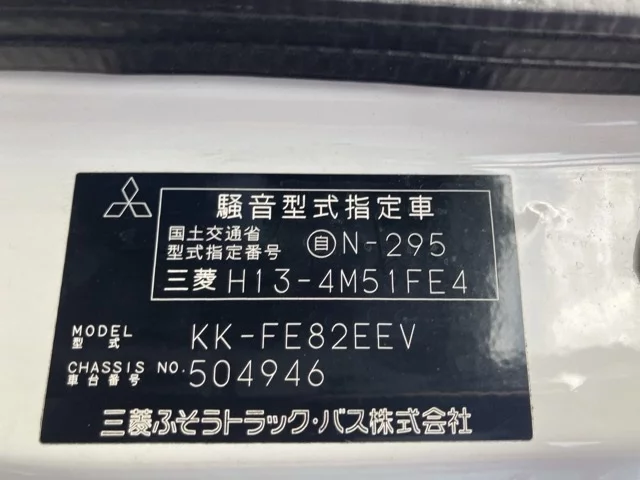 騒音型式指定車
国土交通省
型式指定番号 自 N-295
三菱 H13-4M51FE4
MODEL
型式 KK-FE82EEV
CHASSIS NO.
車台番号 504946
三菱ふそうトラック・バス株式会社